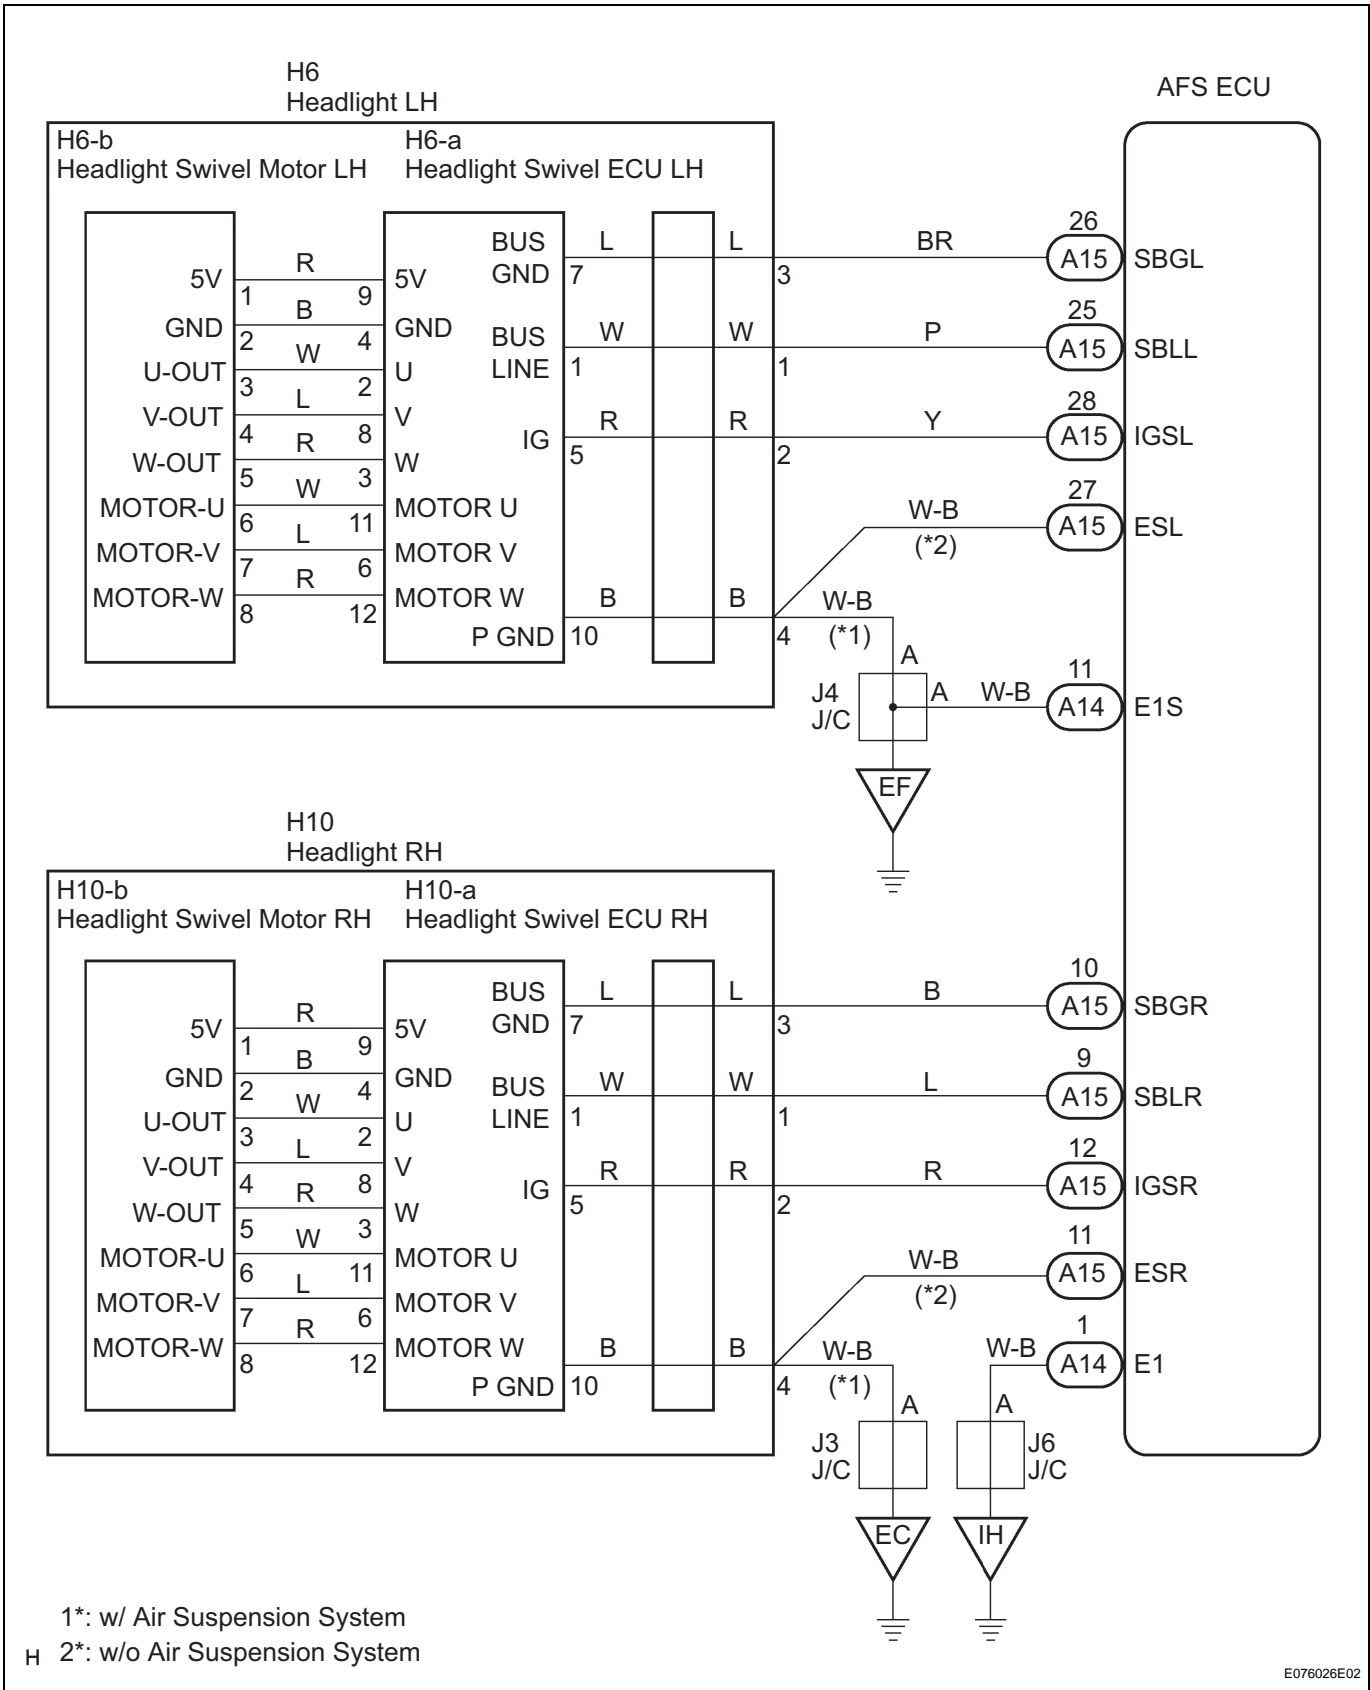 H6
Headlight LH
AFS ECU
H6-b
Headlight Swivel Motor LH
H6-a
Headlight Swivel ECU LH
5V 1 R 9 5V
GND 2 B 4 GND
U-OUT 3 W 2 U
V-OUT 4 L 8 V
W-OUT 5 R 3 W
MOTOR-U 6 W 11 MOTOR U
MOTOR-V 7 L 6 MOTOR V
MOTOR-W 8 R 12 MOTOR W
BUS GND 7 L L 3 BR 26 A15 SBGL
BUS LINE 1 W W 1 P 25 A15 SBLL
IG 5 R R 2 Y 28 A15 IGSL
W-B (*2) 27 A15 ESL
P GND 10 B B 4 W-B (*1)
A
J4 J/C
A W-B 11 A14 E1S
EF
H10
Headlight RH
H10-b
Headlight Swivel Motor RH
H10-a
Headlight Swivel ECU RH
5V 1 R 9 5V
GND 2 B 4 GND
U-OUT 3 W 2 U
V-OUT 4 L 8 V
W-OUT 5 R 3 W
MOTOR-U 6 W 11 MOTOR U
MOTOR-V 7 L 6 MOTOR V
MOTOR-W 8 R 12 MOTOR W
BUS GND 7 L L 3 B 10 A15 SBGR
BUS LINE 1 W W 1 L 9 A15 SBLR
IG 5 R R 2 R 12 A15 IGSR
W-B (*2) 11 A15 ESR
P GND 10 B B 4 W-B (*1)
W-B 1 A14 E1
A
J3 J/C
A
J6 J/C
EC
IH
1*: w/ Air Suspension System
H 2*: w/o Air Suspension System
E076026E02